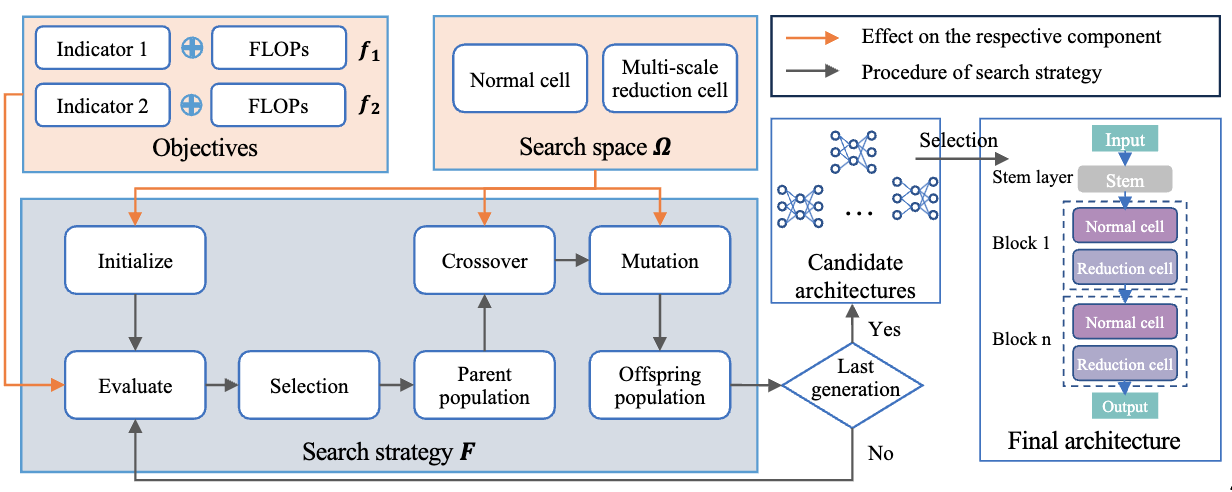 Indicator 1
FLOPs
f1
Indicator 2
FLOPs
f2
Objectives
Normal cell
Multi-scale
reduction cell
Search space Ω
Effect on the respective component
Procedure of search strategy
Initialize
Crossover
Mutation
Evaluate
Selection
Parent
population
Offspring
population
Search strategy F
Last
generation
Yes
No
...
Candidate
architectures
Selection
Input
Stem layer
Stem
Block 1
Normal cell
Reduction cell
Block n
Normal cell
Reduction cell
Output
Final architecture